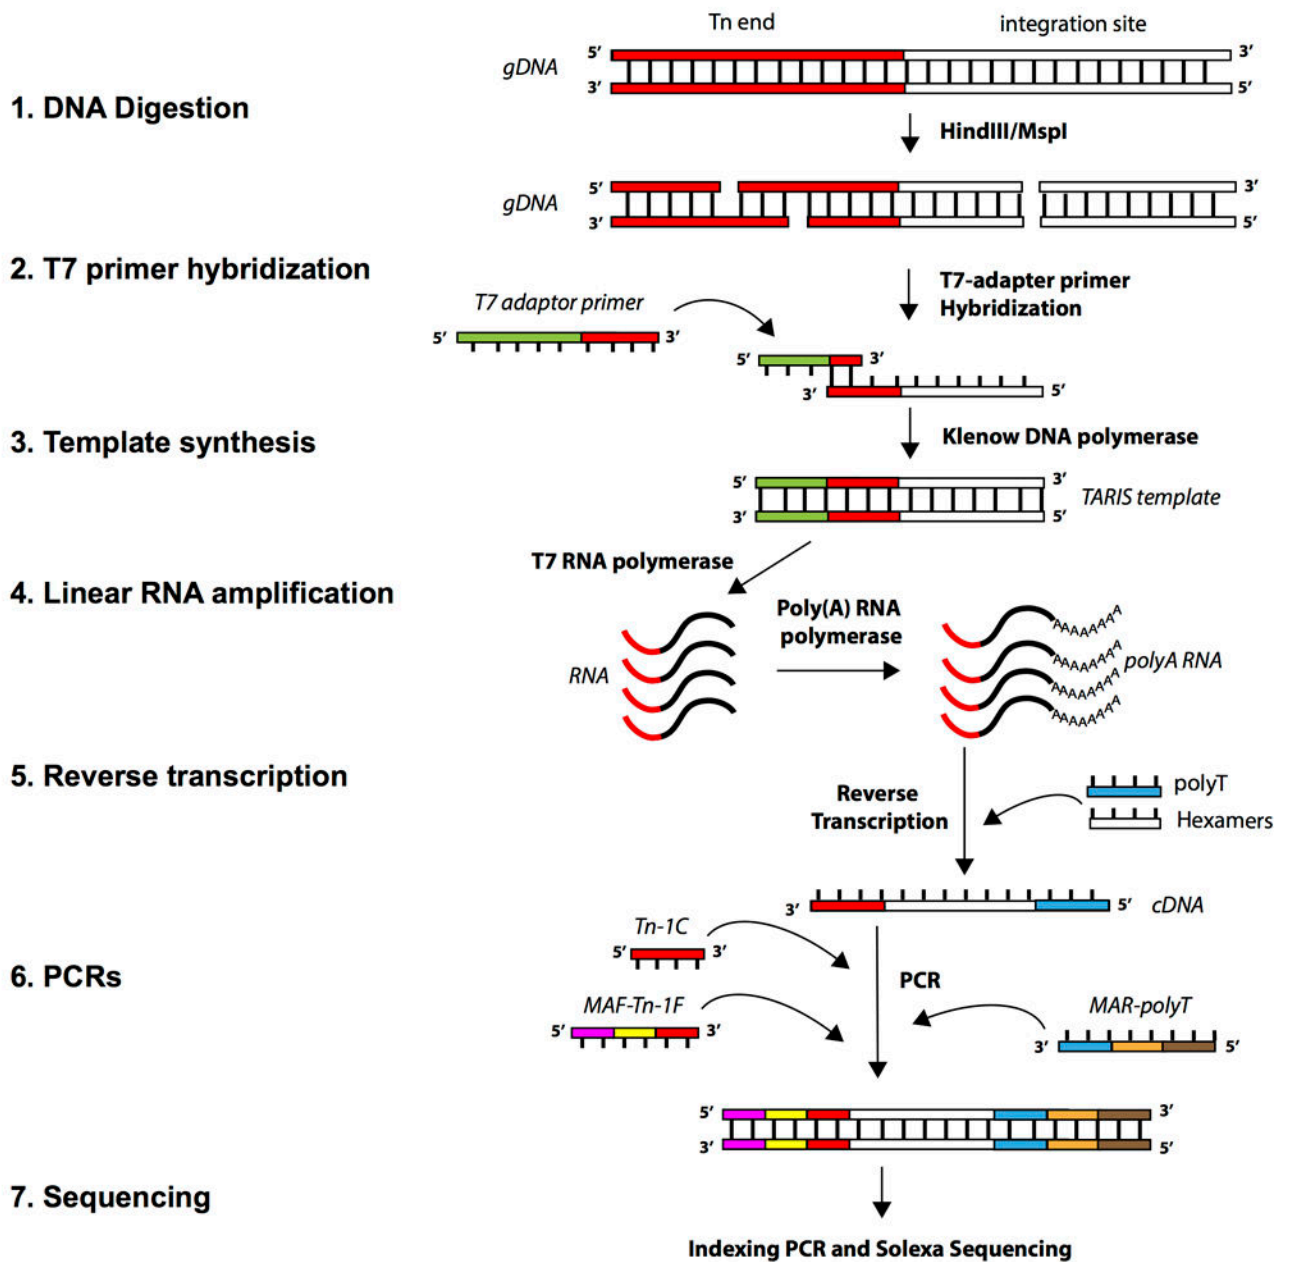 Tn end
integration site
5′ 3′
gDNA
3′ 5′
1. DNA Digestion
HindIII/MspI
5′ 3′
gDNA
3′ 5′
2. T7 primer hybridization
T7-adapter primer
Hybridization
T7 adaptor primer
5′ 3′
5′ 3′
3′ 5′
3. Template synthesis
Klenow DNA polymerase
5′ 3′
TARIS template
3′ 5′
T7 RNA polymerase
4. Linear RNA amplification
Poly(A) RNA
polymerase
RNA
AAAAAAAA
AAAAAAAA
AAAAAAAA
AAAAAAAA
polyA RNA
5. Reverse transcription
Reverse
Transcription
polyT
Hexamers
3′ 5′ cDNA
Tn-1C
5′ 3′
6. PCRs
PCR
MAF-Tn-1F
5′ 3′
MAR-polyT
3′ 5′
5′ 3′
3′ 5′
7. Sequencing
Indexing PCR and Solexa Sequencing